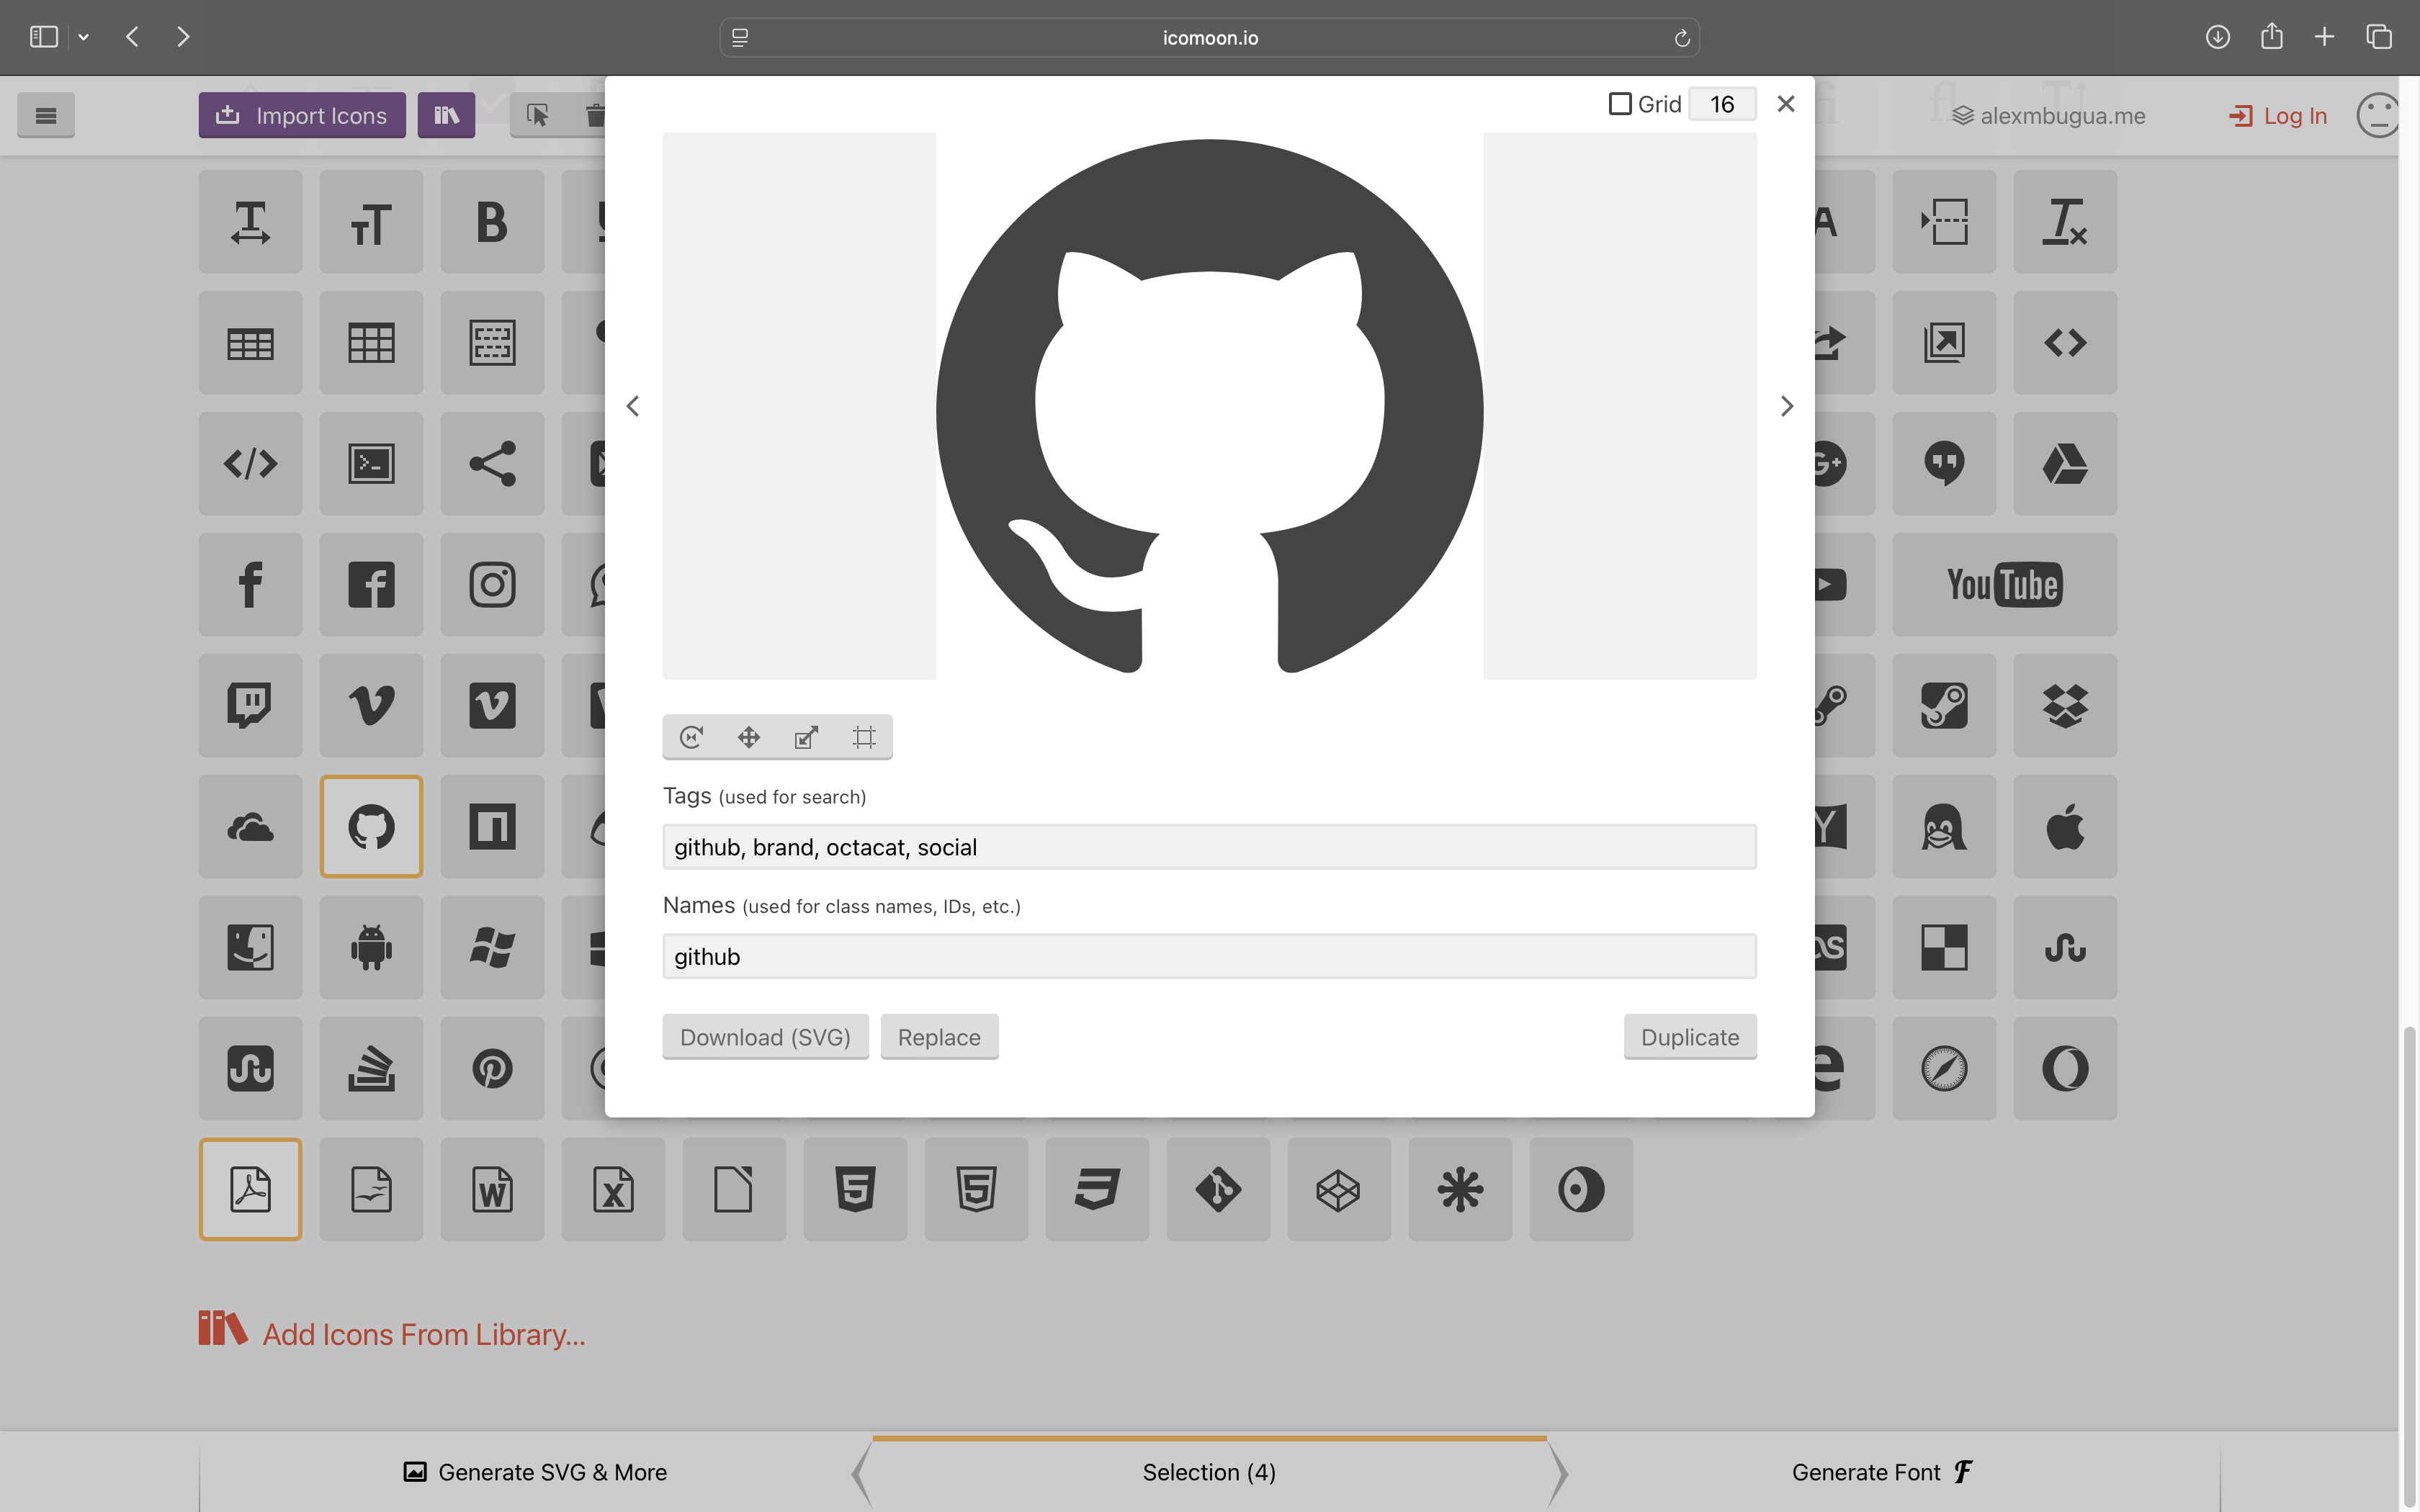 icomoon.io
Import Icons
Grid 16
alexmbugua.me
Log In
You Tube
Tags (used for search)
github, brand, octacat, social
Names (used for class names, IDs, etc.)
github
Download (SVG) Replace Duplicate
Add Icons From Library...
Generate SVG & More
Selection (4)
Generate Font